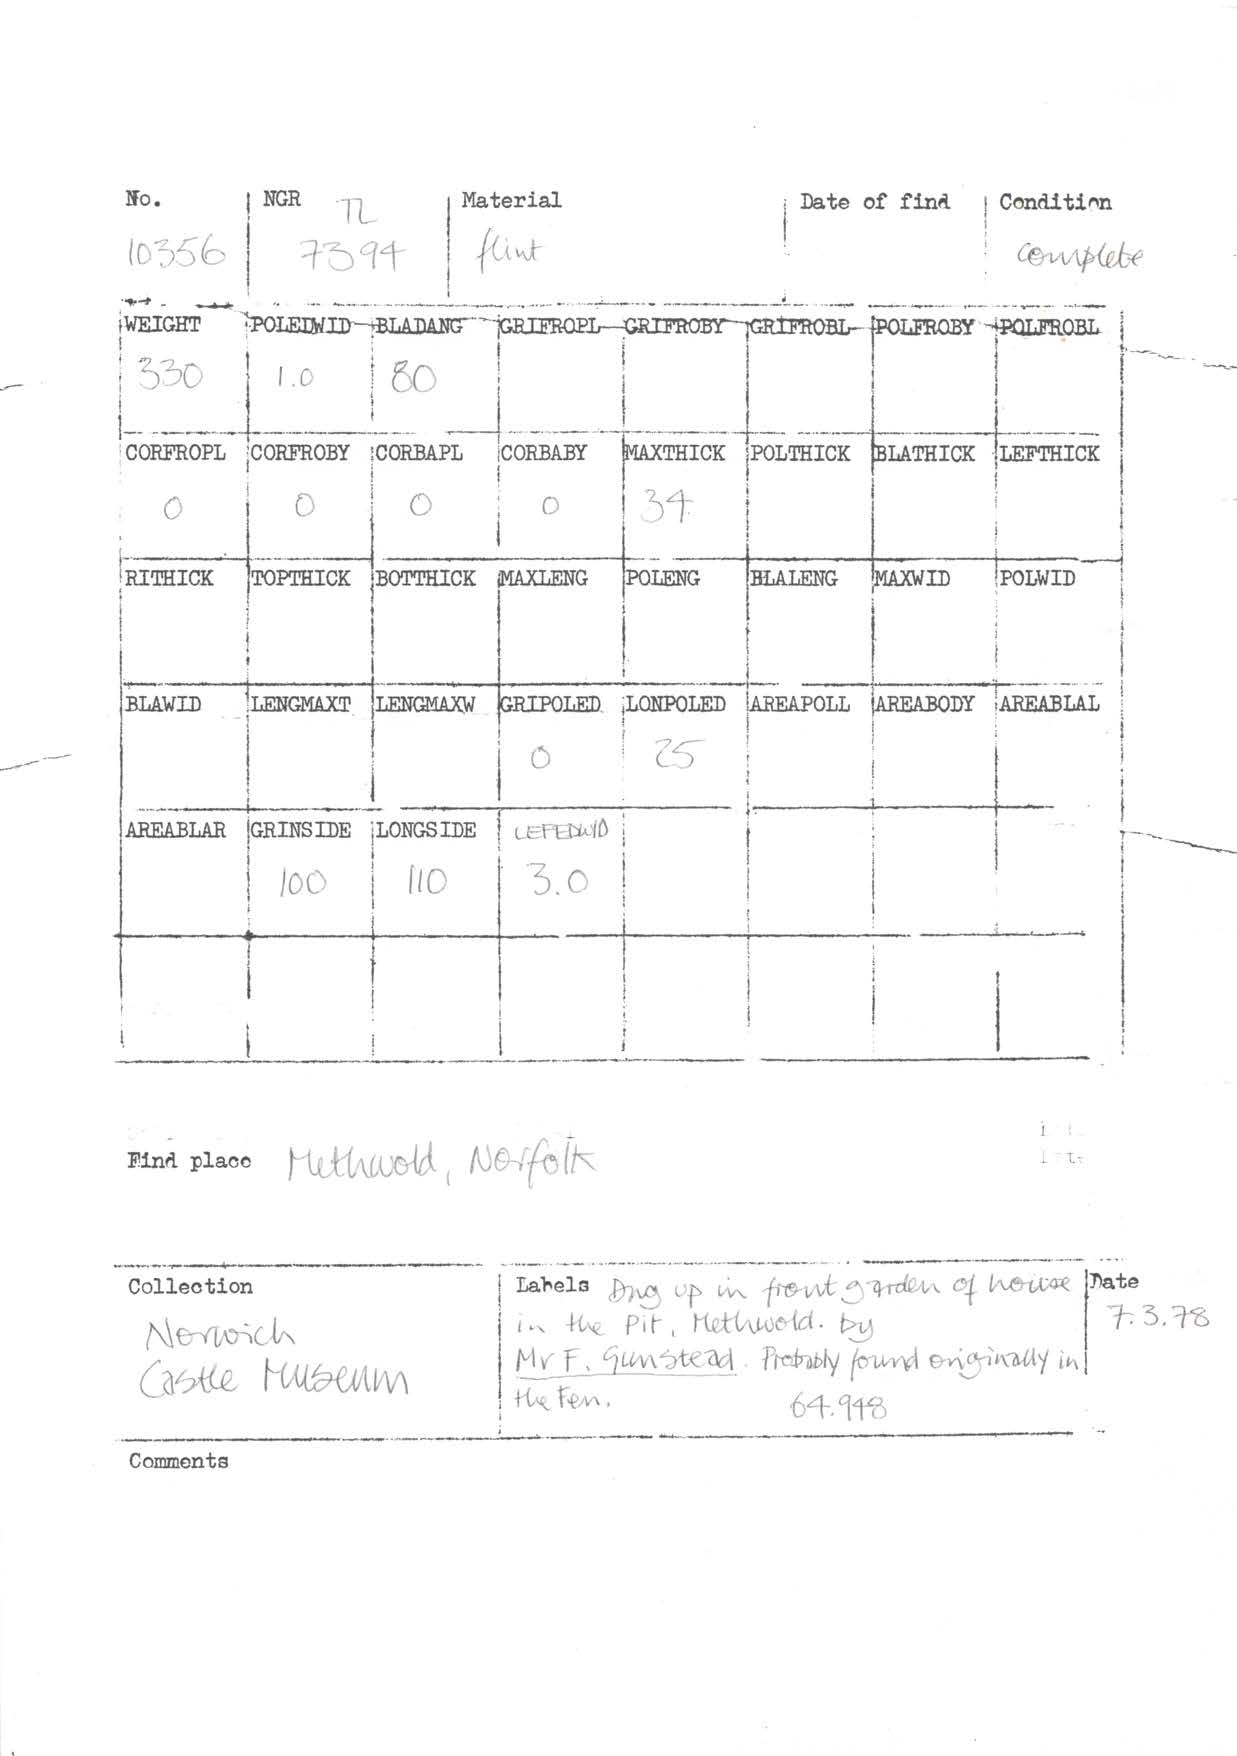 No. NGR TL Material Date of find Condition
10356 7394 flint complete
WEIGHT POLEDWID BLADANG GRIFROPL GRIFROBY GRIFROBL POLFROBY POLFROBL
330 1.0 80
CORFROPL CORFROBY CORBAPL CORBABY MAXTHICK POLTHICK BLATHICK LEFTHICK
0 0 0 0 34
RITHICK TOPTHICK BOTTHICK MAXLENG POLENG BLALENG MAXWID POLWID
BLAWID LENGMAXT LENGMAXW GRIPOLED LONPOLED AREAPOLL AREABODY AREABLAL
0 25
AREABLAR GRINSIDE LONGSIDE LEFEDWID
100 110 3.0
Find place Methwold, Norfolk
Collection
Norwich
Castle Museum
Labels Dug up in front garden of house
in the Pit, Methwold. by
Mr F. Gunstead. Probably found originally in
the Fen. 64.948
Date
7.3.78
Comments